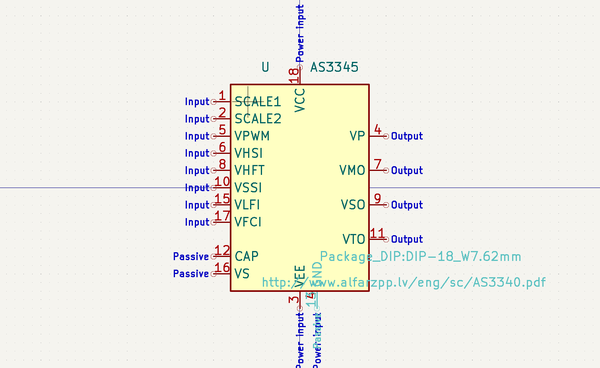 Power input
18
U
AS3345
VCC
Input 1 SCALE1
Input 2 SCALE2
Input 5 VPWM
VP 4 Output
Input 6 VHSI
Input 8 VHFT
VMO 7 Output
Input 10 VSSI
Input 15 VLFI
VSO 9 Output
Input 17 VFCI
VTO 11 Output
Passive 12 CAP
Package_DIP:DIP-18_W7.62mm
Passive 16 VS
VEE
GND
http://www.alfarzpp.lv/eng/sc/AS3340.pdf
3
Power input
Power input